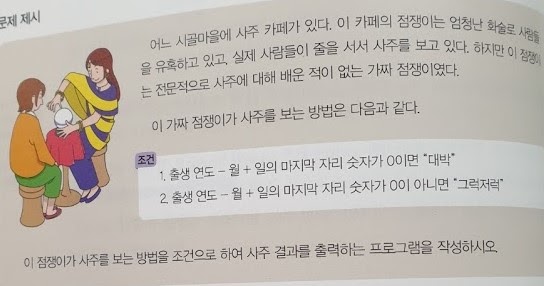 문제 제시
어느 시골마을에 사주 카페가 있다. 이 카페의 점쟁이는 엄청난 화술로 사람들
을 유혹하고 있고, 실제 사람들이 줄을 서서 사주를 보고 있다. 하지만 이 점쟁이
는 전문적으로 사주에 대해 배운 적이 없는 가짜 점쟁이였다.
이 가짜 점쟁이가 사주를 보는 방법은 다음과 같다.
조건
1. 출생 연도 - 월 + 일의 마지막 자리 숫자가 0이면 "대박"
2. 출생 연도 - 월 + 일의 마지막 자리 숫자가 0이 아니면 "그럭저럭"
이 점쟁이가 사주를 보는 방법을 조건으로 하여 사주 결과를 출력하는 프로그램을 작성하시오.